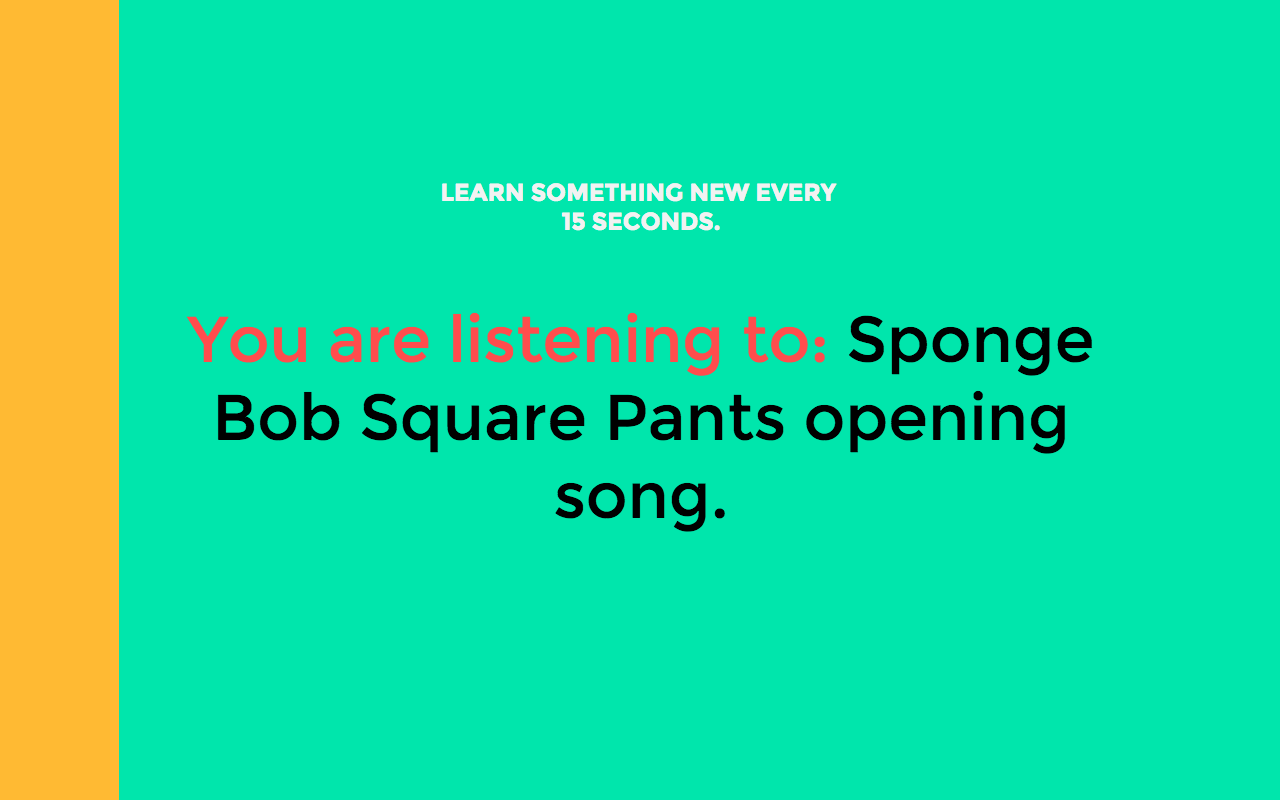 LEARN SOMETHING NEW EVERY
15 SECONDS.
You are listening to: Sponge
Bob Square Pants opening
song.